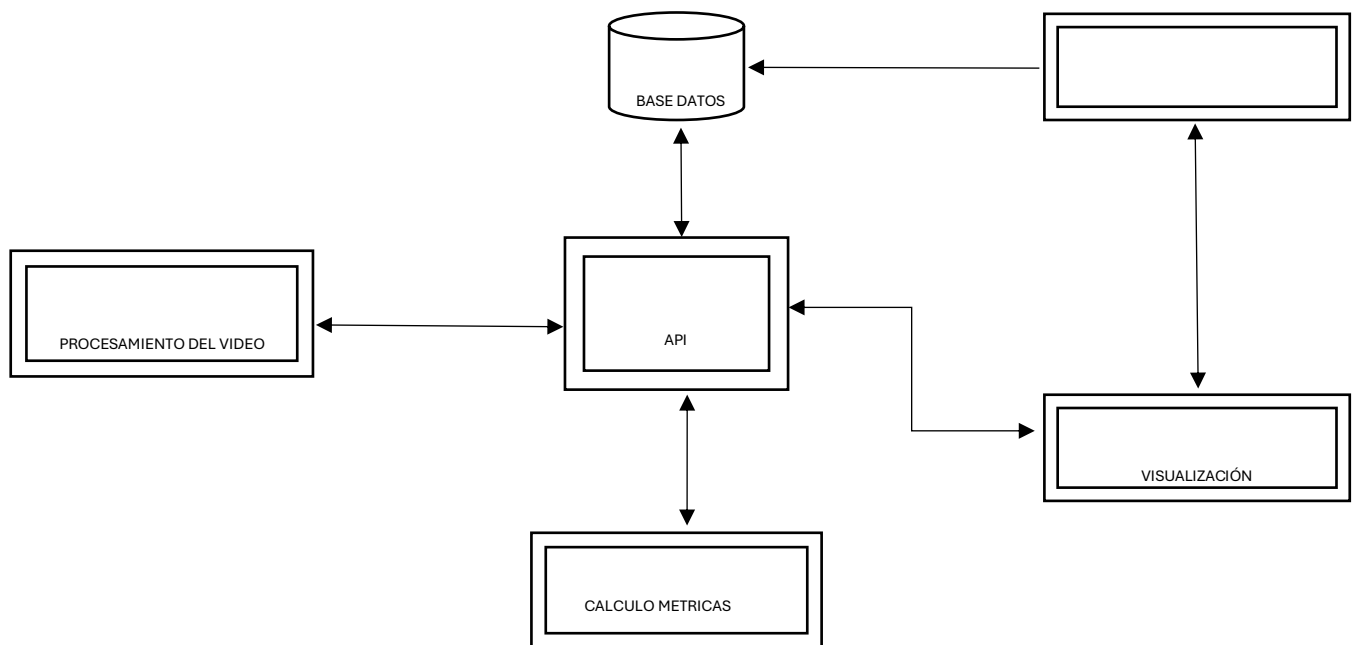 BASE DATOS
PROCESAMIENTO DEL VIDEO
API
VISUALIZACIÓN
CALCULO METRICAS